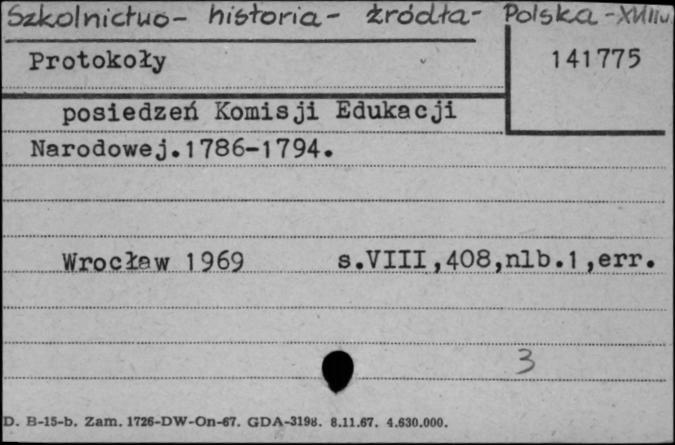 Szkolnictwo - historia - źródła - Polska - XVIIIw.
Protokoły
141775
posiedzeń Komisji Edukacji
Narodowej.1786-1794.
Wrocław 1969 s.VIII,408,nlb.1,err.
3
D. B-15-b. Zam. 1726-DW-On-67. GDA-3198. 8.11.67. 4.630.000.